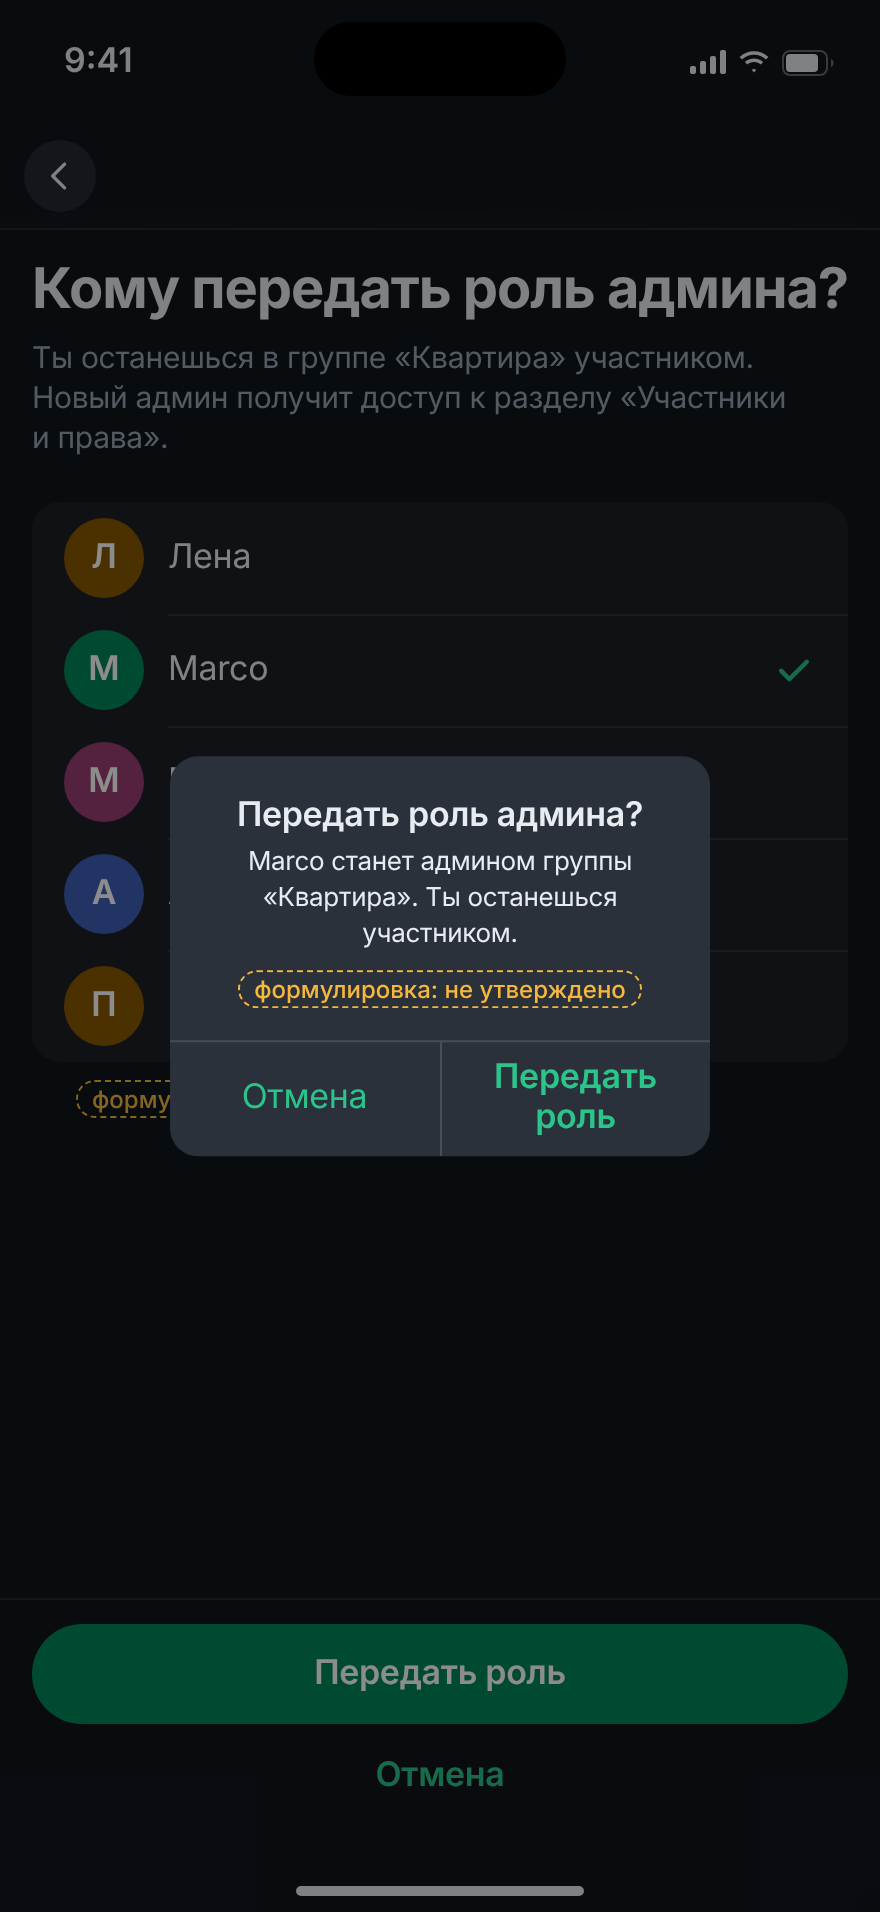 9:41
Кому передать роль админа?
Ты останешься в группе «Квартира» участником.
Новый админ получит доступ к разделу «Участники
и права».
Л Лена
М Marco
М
А
П
Передать роль админа?
Marco станет админом группы
«Квартира». Ты останешься
участником.
формулировка: не утверждено
Отмена
Передать
роль
форму
Передать роль
Отмена